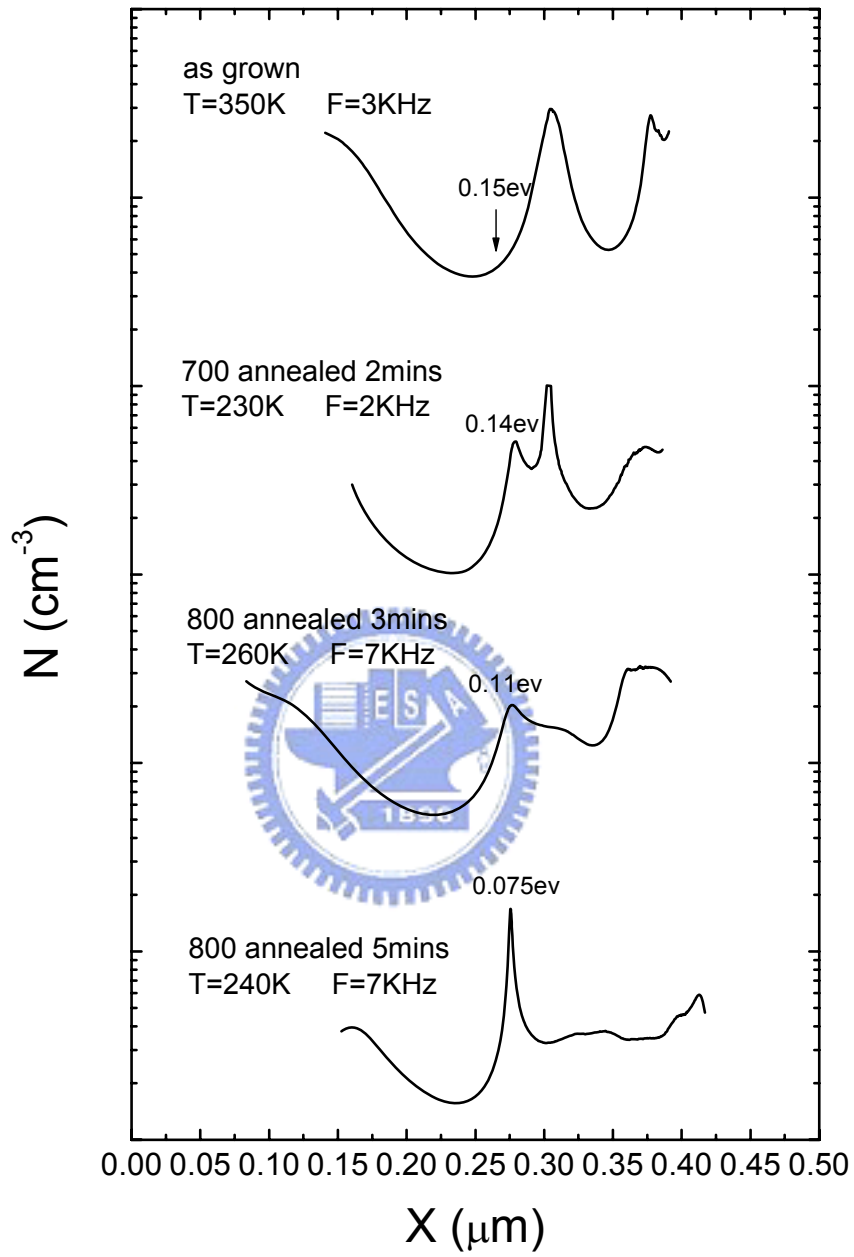 as grown
T=350K F=3KHz
0.15ev
700 annealed 2mins
T=230K F=2KHz
0.14ev
800 annealed 3mins
T=260K F=7KHz
0.11ev
E S A
1896
0.075ev
800 annealed 5mins
T=240K F=7KHz
N (cm⁻³)
0.00 0.05 0.10 0.15 0.20 0.25 0.30 0.35 0.40 0.45 0.50
X (μm)